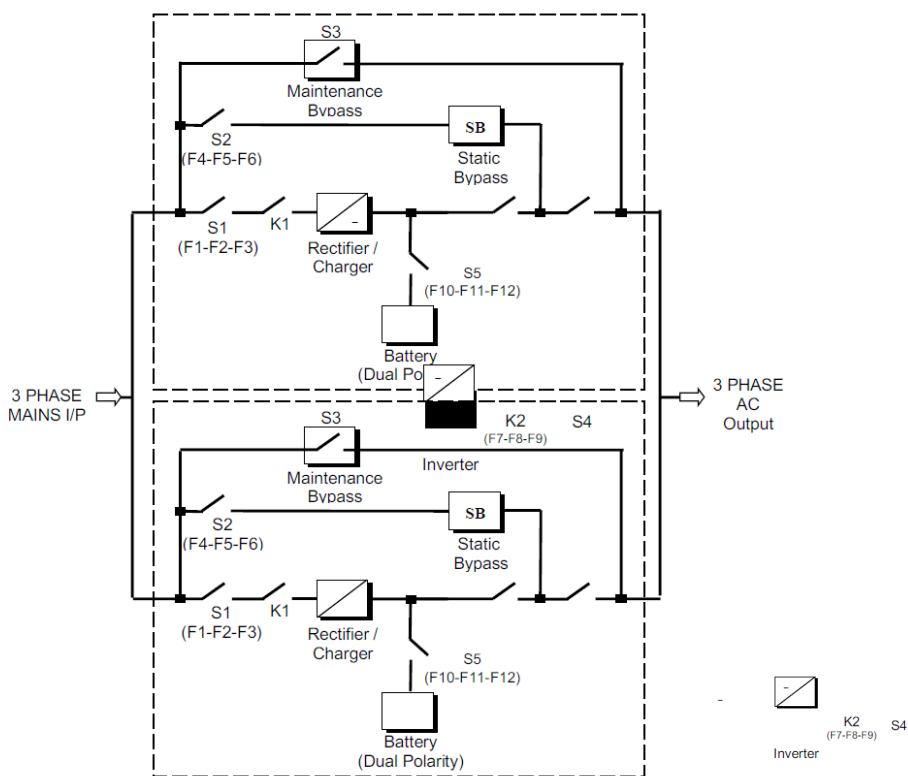 S3
Maintenance
Bypass
S2
(F4-F5-F6)
SB
Static
Bypass
S1
(F1-F2-F3)
K1
Rectifier /
Charger
S5
(F10-F11-F12)
Battery
(Dual Po
3 PHASE
MAINS I/P
3 PHASE
AC
Output
S3
Maintenance
Bypass
K2
(F7-F8-F9)
S4
Inverter
S2
(F4-F5-F6)
SB
Static
Bypass
S1
(F1-F2-F3)
K1
Rectifier /
Charger
S5
(F10-F11-F12)
Battery
(Dual Polarity)
K2
(F7-F8-F9)
S4
Inverter